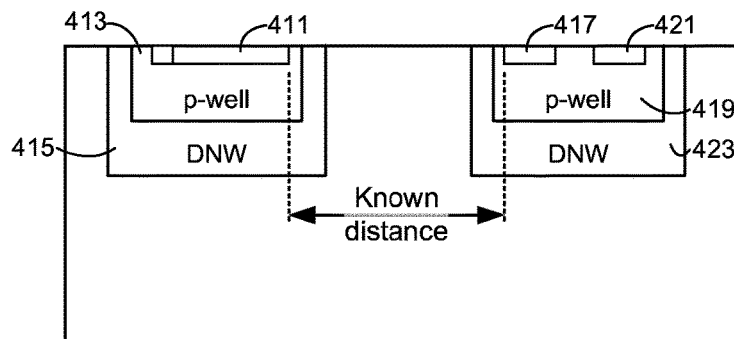 413
411
417
421
p-well
p-well
419
415
DNW
DNW
423
Known
distance